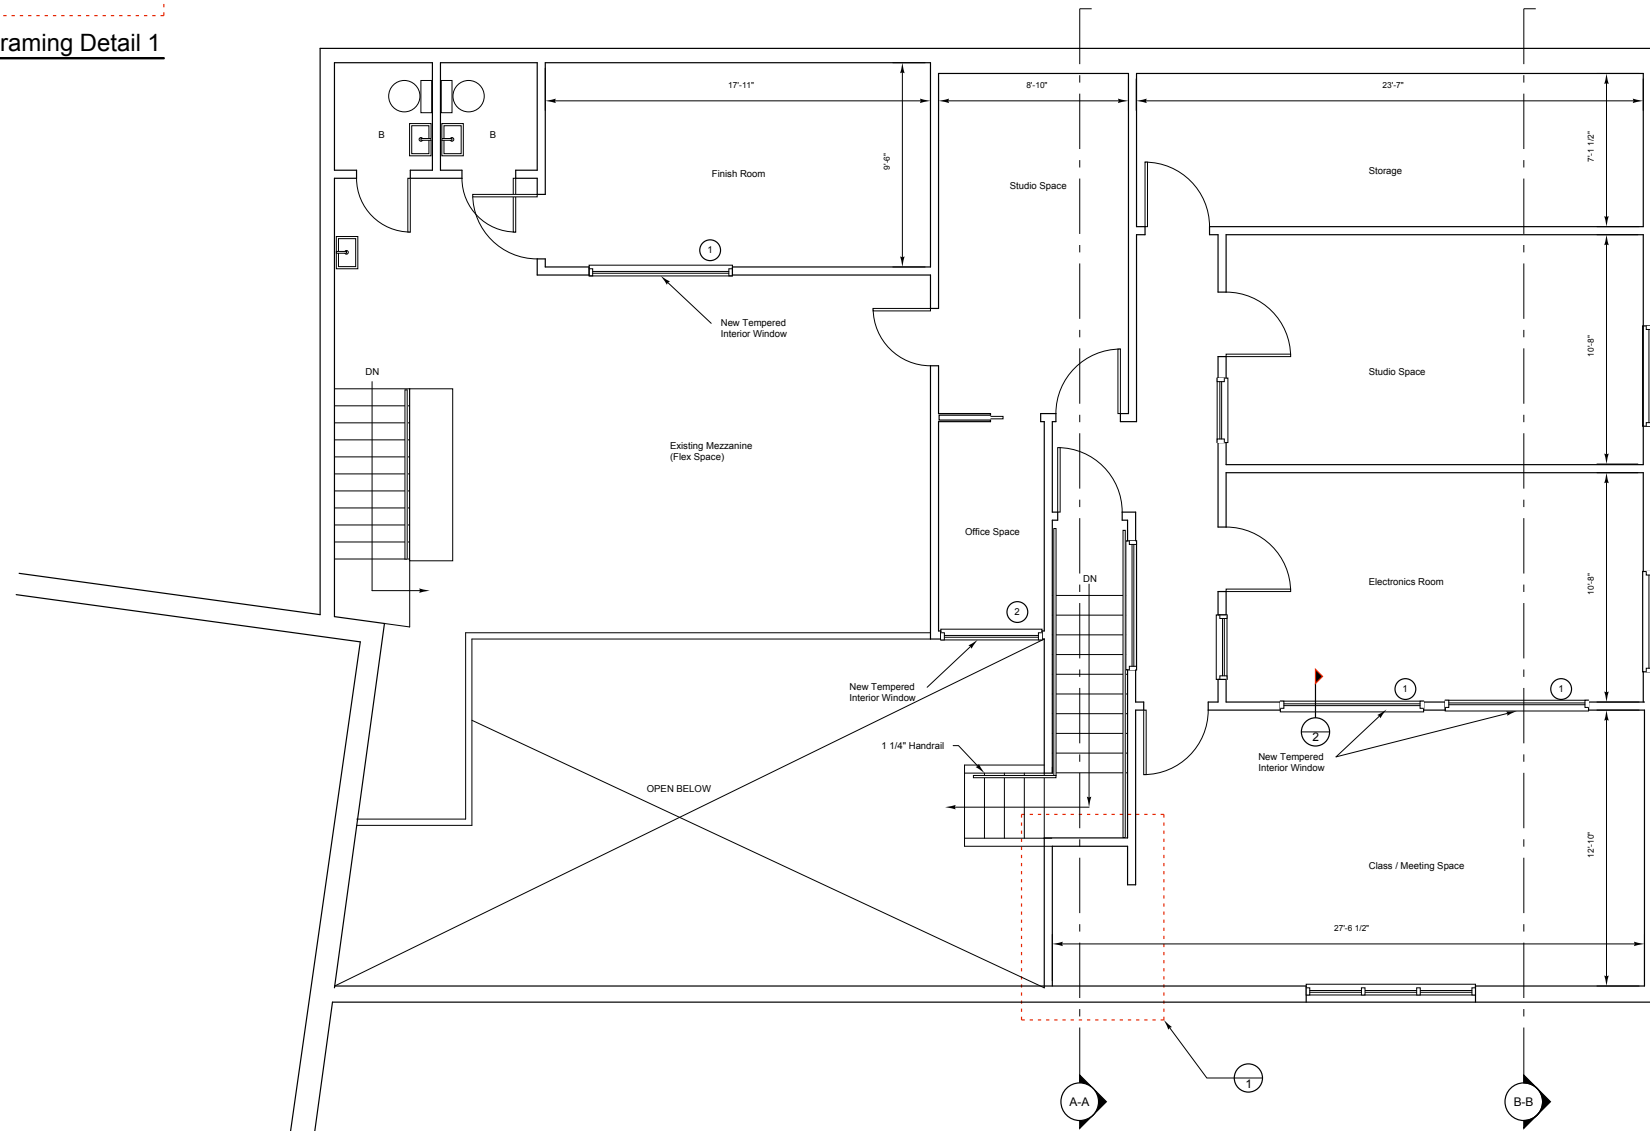 raming Detail 1
17'-11"
8'-10"
23'-7"
B
B
9'-6"
7'-1 1/2"
Finish Room
Studio Space
Storage
1
New Tempered
Interior Window
10'-8"
DN
Studio Space
Existing Mezzanine
(Flex Space)
Office Space
DN
Electronics Room
10'-8"
2
New Tempered
Interior Window
1
1
2
1 1/4" Handrail
New Tempered
Interior Window
OPEN BELOW
12'-10"
Class / Meeting Space
27'-6 1/2"
1
A-A
B-B